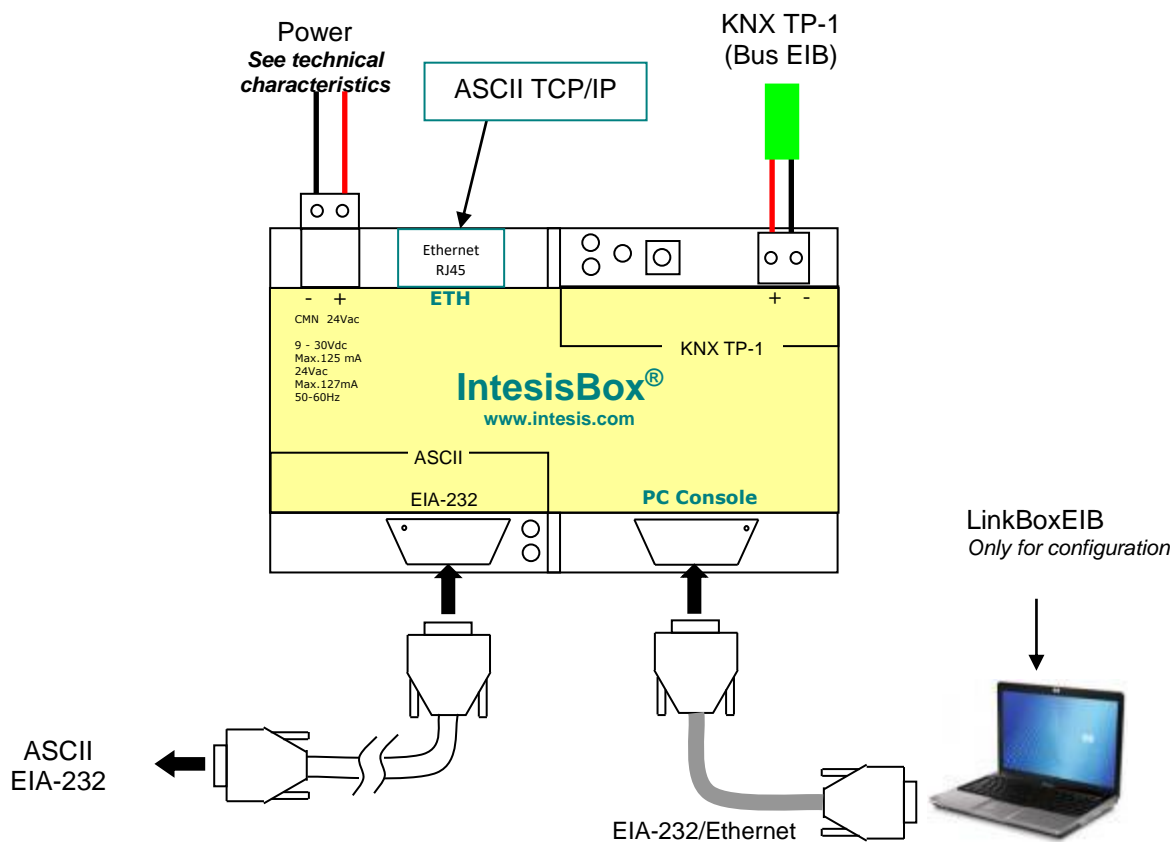 Power
See technical
characteristics
ASCII TCP/IP
KNX TP-1
(Bus EIB)
Ethernet
RJ45
- +
ETH
+ -
CMN 24Vac
9 - 30Vdc
Max.125 mA
24Vac
Max.127mA
50-60Hz
KNX TP-1
IntesisBox®
www.intesis.com
ASCII
EIA-232
PC Console
LinkBoxEIB
Only for configuration
ASCII
EIA-232
EIA-232/Ethernet